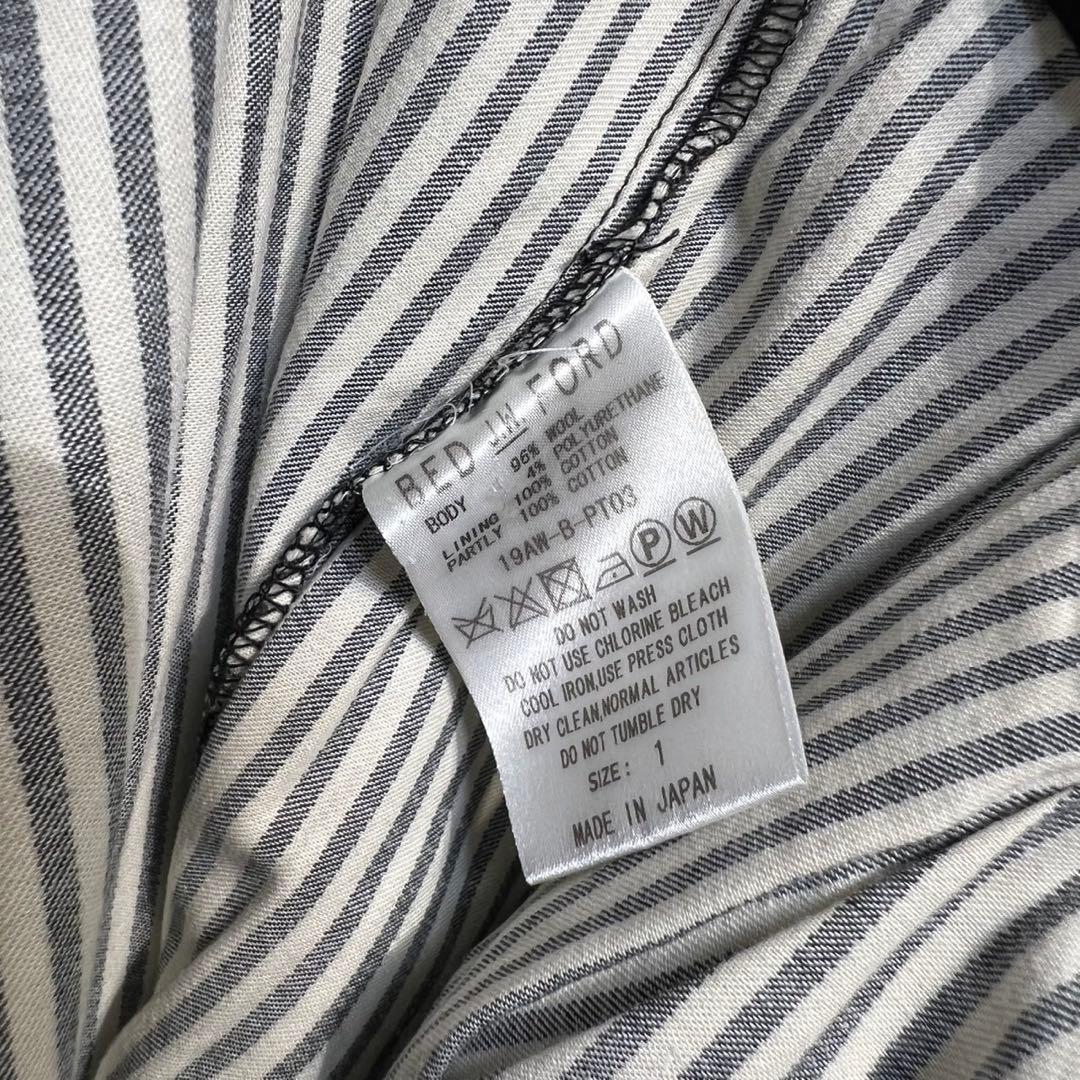 BED J.W. FORD
BODY 96% WOOL
4% POLYURETHANE
LINING 100% COTTON
PARTLY 100% COTTON
19AW-B-PT03
P W
DO NOT WASH
DO NOT USE CHLORINE BLEACH
COOL IRON,USE PRESS CLOTH
DRY CLEAN,NORMAL ARTICLES
DO NOT TUMBLE DRY
SIZE: 1
MADE IN JAPAN